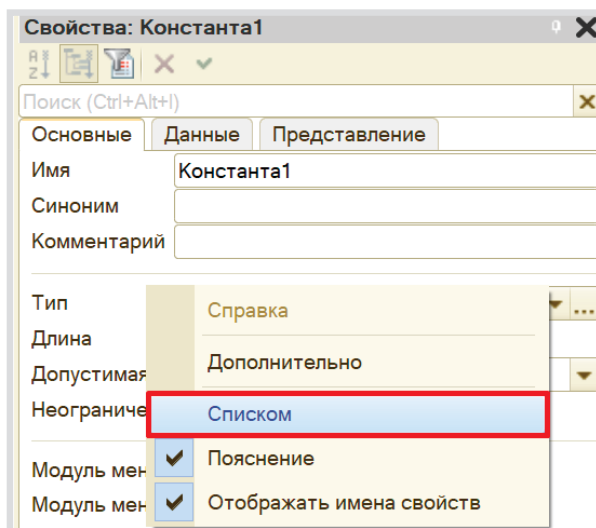 Свойства: Константа1
Поиск (Ctrl+Alt+I)
Основные Данные Представление
Имя Константа1
Синоним
Комментарий
Тип ...
Справка
Длина
Дополнительно
Допустимая
Неограниче
Списком
Пояснение
Модуль мен
Отображать имена свойств
Модуль мен